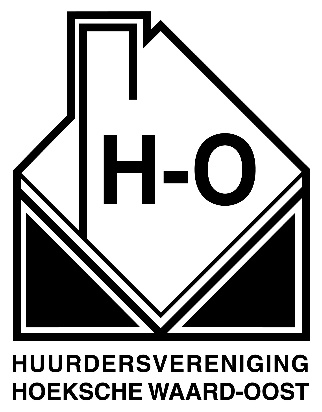 H-O
HUURDERSVERENIGING
HOEKSCHE WAARD-OOST